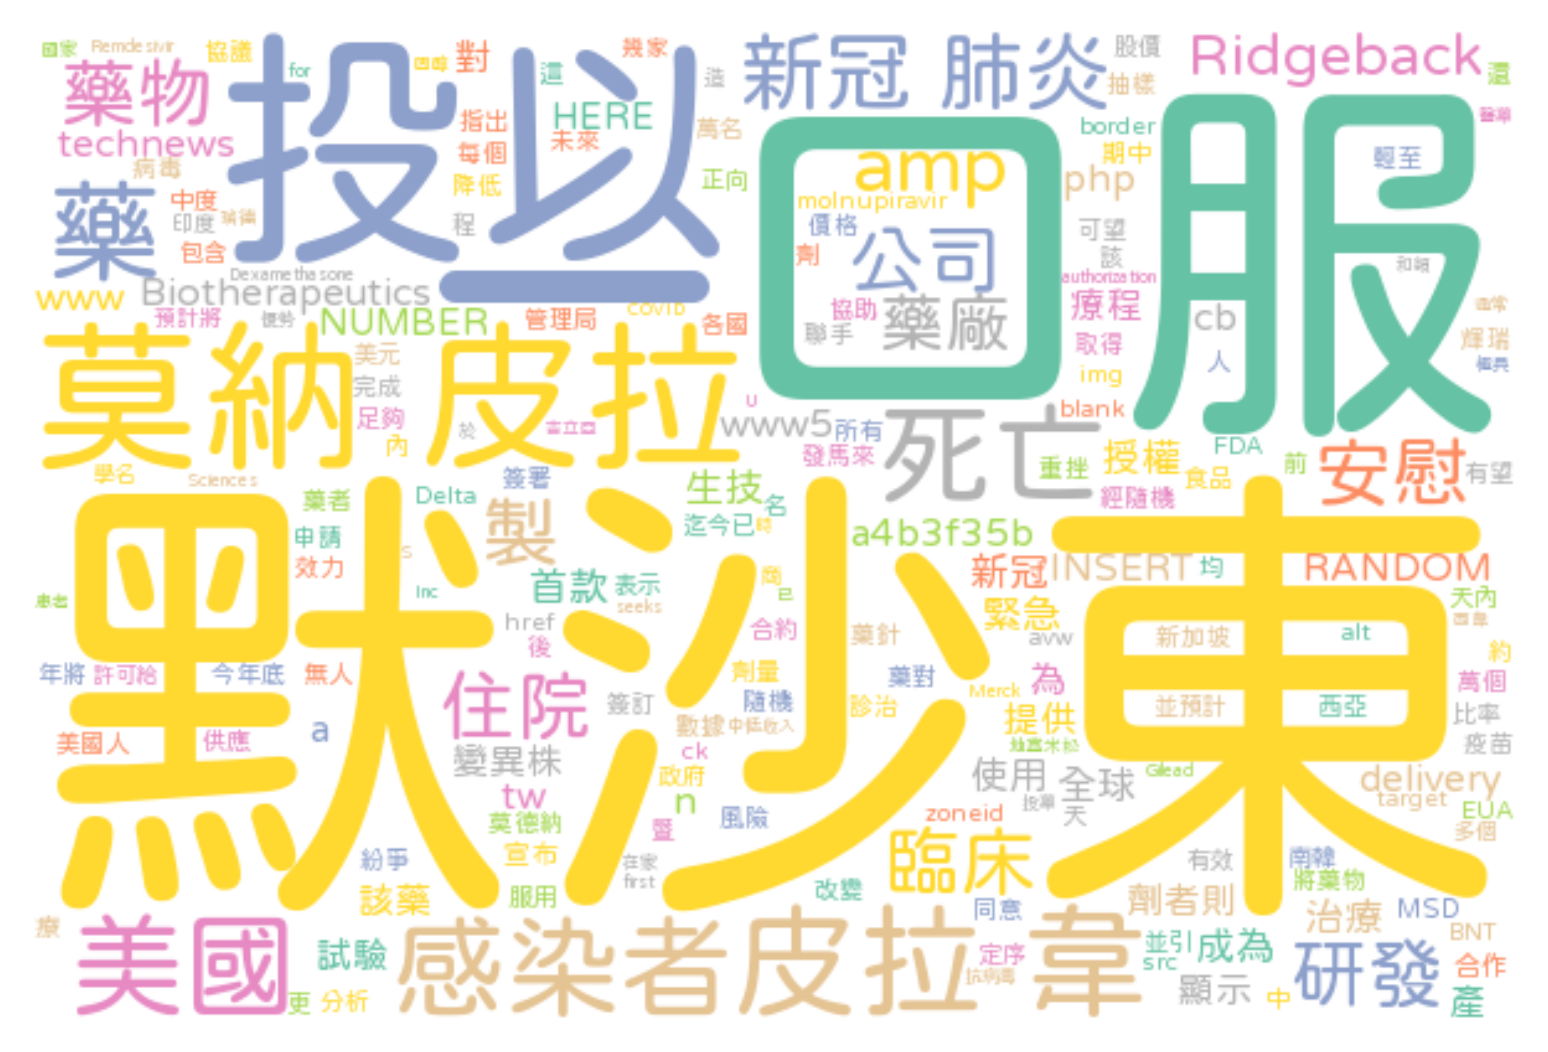 國家 Remdesivir 協議 for 四醇 對 這 幾家 造 新冠 肺炎 股價 抽樣 Ridgeback 還
藥物 投以 指出 每個 HERE 未來 萬名 口服 border 期中 輕至 醫藥
technews 病毒 降低 正向 amp php
藥 中度 印度 包含 程 molnupiravir 價格 劑 公司 可望 該 和緩
www Biotherapeutics Dexamethasone authorization 療程 cb
預計將 優勢 NUMBER 管理局 covid 各國 協助 聯手 藥廠 取得 人 輝瑞
莫納 皮拉 美元 完成 足夠 內 於 U img
www5 所有 發馬來 死亡 重挫 blank 授權 FDA 食品 前 安慰 有望
學名 Sciences 藥者 Delta 簽署 製 生技 名 迄今已 時 經隨機
默沙東 申請 效力 s 首款 表示 a4b3f35b 新冠 INSERT 均 RANDOM
患者 Inc href 後 seeks 商 已 合約 藥針 緊急 avw 新加坡 alt 天內 約
年將 許可給 今年底 無人 住院 簽訂 劑量 隨機 藥對 Merck 為 並預計 西亞 萬個 比率
美國人 供應 a 變異株 數據 中低收入 診治 提供 疫苗
ck 政府 使用 全球 Gilead delivery
tw 莫德納 n 暨 風險 zoneid 天 target EUA 多個
紛爭 宣布 在家 first 臨床 有效 南韓 將藥物
療 該藥 服用 改變 同意 劑者則 治療 MSD BNT
美國 試驗 感染者 皮拉 韋 定序 抗病毒 並引 src 成為 研發 合作
更 分析 顯示 中 產